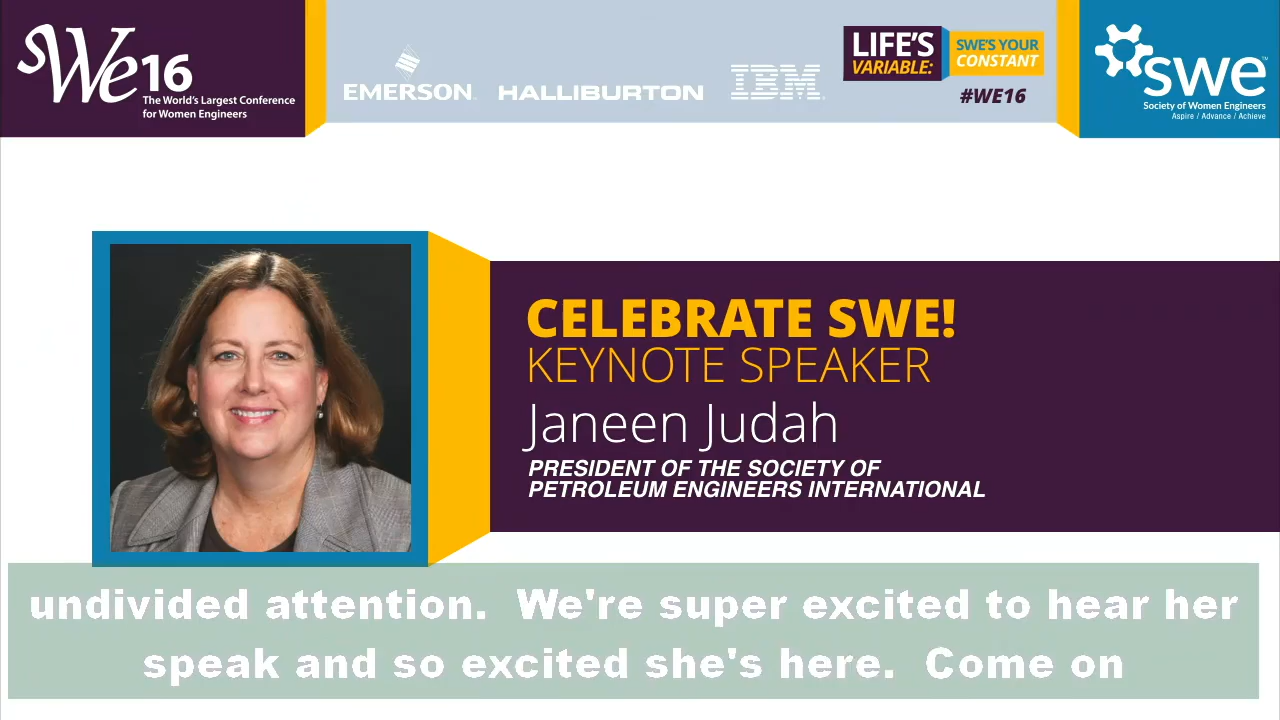 SWe16
The World's Largest Conference
for Women Engineers
EMERSON
HALLIBURTON
IBM
LIFE'S
VARIABLE:
SWE'S YOUR
CONSTANT
#WE16
swe
Society of Women Engineers
Aspire / Advance / Achieve
CELEBRATE SWE!
KEYNOTE SPEAKER
Janeen Judah
PRESIDENT OF THE SOCIETY OF
PETROLEUM ENGINEERS INTERNATIONAL
undivided attention.  We're super excited to hear her
speak and so excited she's here.  Come on